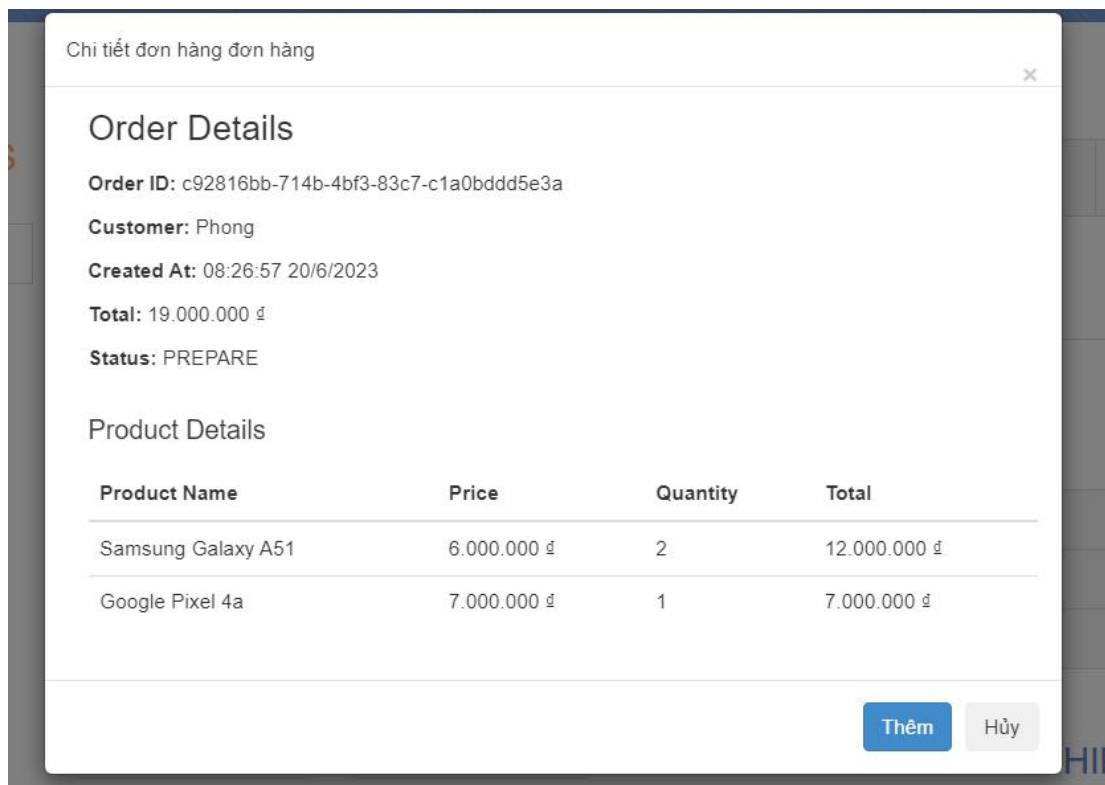 Chi tiết đơn hàng đơn hàng
×
Order Details
Order ID: c92816bb-714b-4bf3-83c7-c1a0bddd5e3a
Customer: Phong
Created At: 08:26:57 20/6/2023
Total: 19.000.000 ₫
Status: PREPARE
Product Details
Product Name Price Quantity Total
Samsung Galaxy A51 6.000.000 ₫ 2 12.000.000 ₫
Google Pixel 4a 7.000.000 ₫ 1 7.000.000 ₫
Thêm Hủy